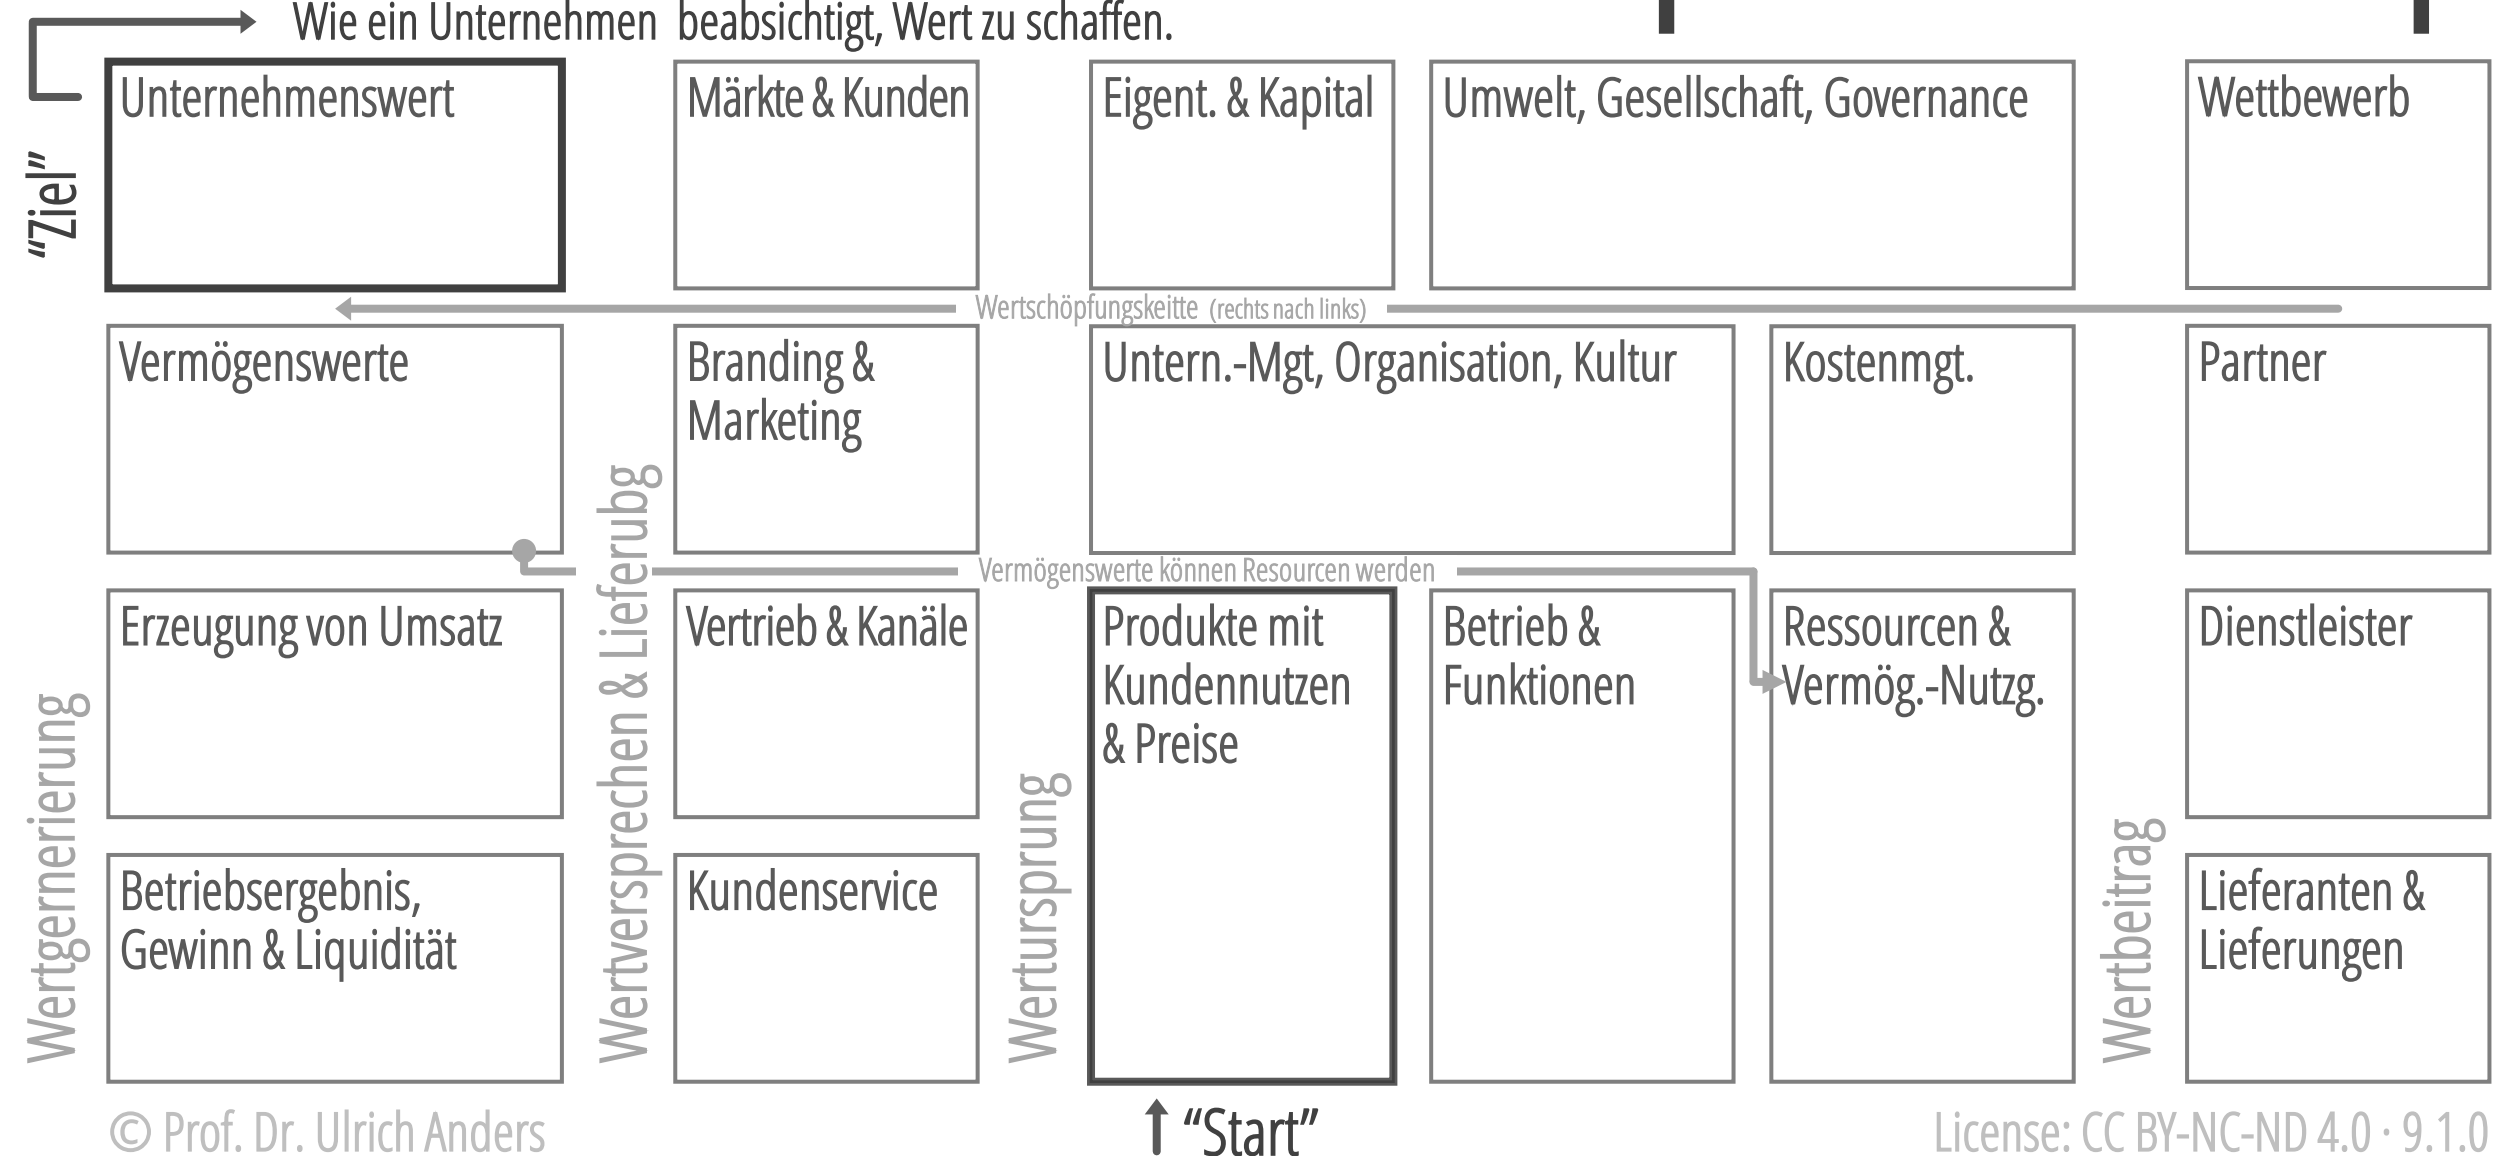 Wie ein Unternehmen beabsichtigt, Wert zu schaffen.
Unternehmenswert
Märkte & Kunden
Eigent. & Kapital
Umwelt, Gesellschaft, Governance
Wettbewerb
“Ziel”
Wertschöpfungskeitte (rechts nach links)
Vermögenswerte
Branding &
Marketing
Untern.-Mgt, Organisation, Kultur
Kostenmgt.
Partner
Vermögenswerte können Resourcen werden
Erzeugung von Umsatz
Vertrieb & Kanäle
Produkte mit
Kundennutzen
& Preise
Betrieb &
Funktionen
Ressourcen &
Vermög.-Nutzg.
Dienstleister
Betriebsergebnis,
Gewinn & Liquidität
Kundenservice
Lieferanten &
Lieferungen
Wertgernerierung
Wertversprechen & Lieferubg
Wertursprung
Wertbeitrag
© Prof. Dr. Ulrich Anders
“Start”
License: CC BY-NC-ND 4.0 · 9.1.0